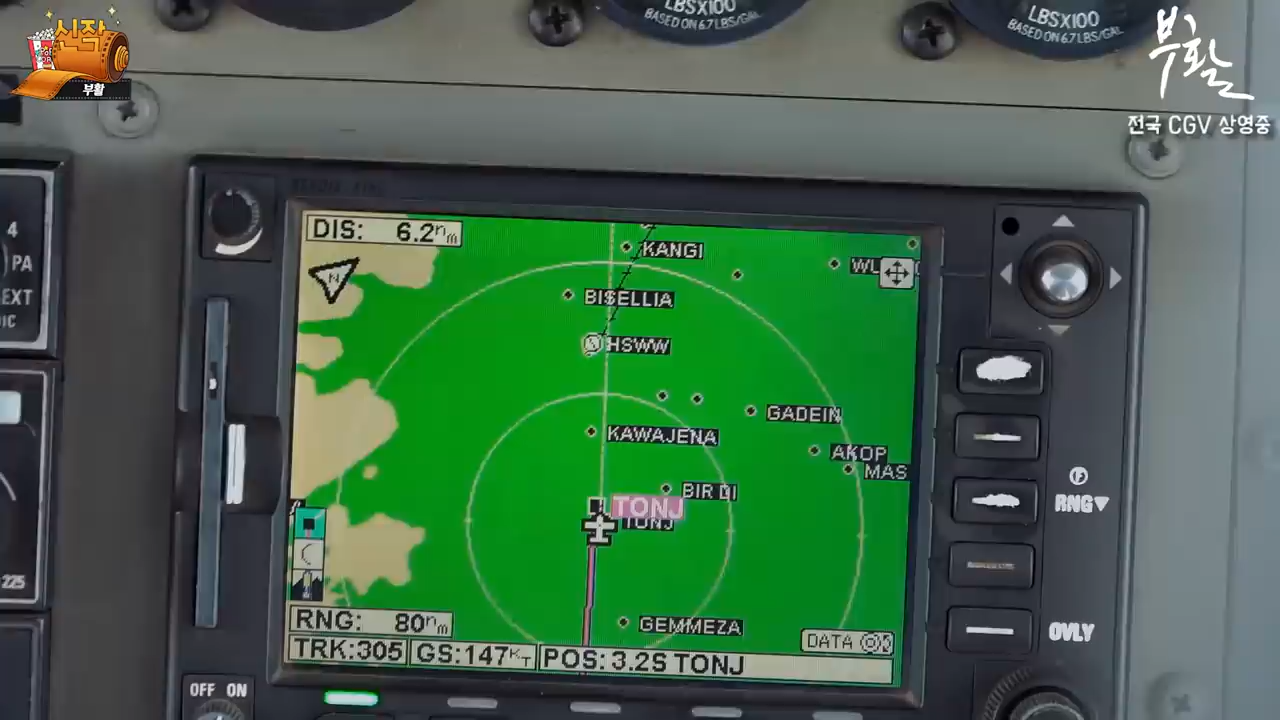 신작
부활
부활
전국 CGV 상영중
LBSX100
BASED ON 6.7 LBS/GAL
LBSX100
BASED ON 6.7 LBS/GAL
4
PA
EXT
225
DIS: 6.2nm
N
KANGI
BISELLIA
HSWW
GADEIN
KAWAJENA
AKOP
MAS
BIR DI
TONJ
TONJ
GEMMEZA
RNG: 80nm
DATA
TRK:305 GS:147KT POS:3.2S TONJ
RNG▼
OVLY
OFF ON